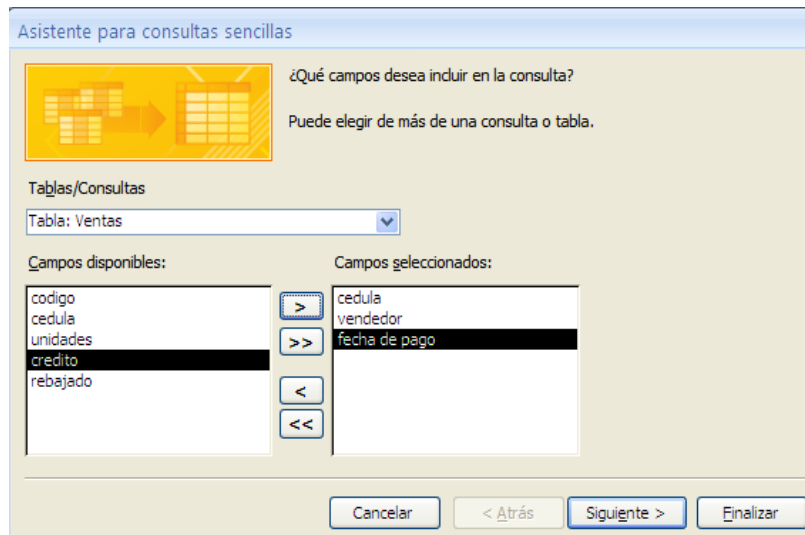 Asistente para consultas sencillas
¿Qué campos desea incluir en la consulta?
Puede elegir de más de una consulta o tabla.
Tablas/Consultas
Tabla: Ventas
Campos disponibles:
Campos seleccionados:
codigo
cedula
unidades
credito
rebajado
>
>>
<
<<
cedula
vendedor
fecha de pago
Cancelar
< Atrás
Siguiente >
Finalizar